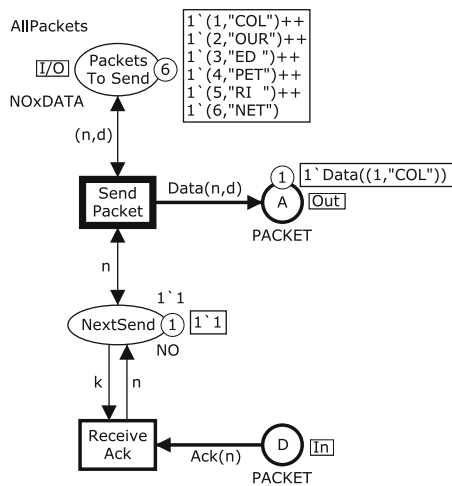 AllPackets
1`(1,"COL")++
1`(2,"OUR")++
1`(3,"ED ")++
1`(4,"PET")++
1`(5,"RI  ")++
1`(6,"NET")
I/O
Packets
To Send
6
NOxDATA
(n,d)
Send
Packet
Data(n,d)
1
1`Data((1,"COL"))
A
Out
PACKET
n
1`1
NextSend
1
1`1
NO
k
n
Receive
Ack
Ack(n)
D
In
PACKET